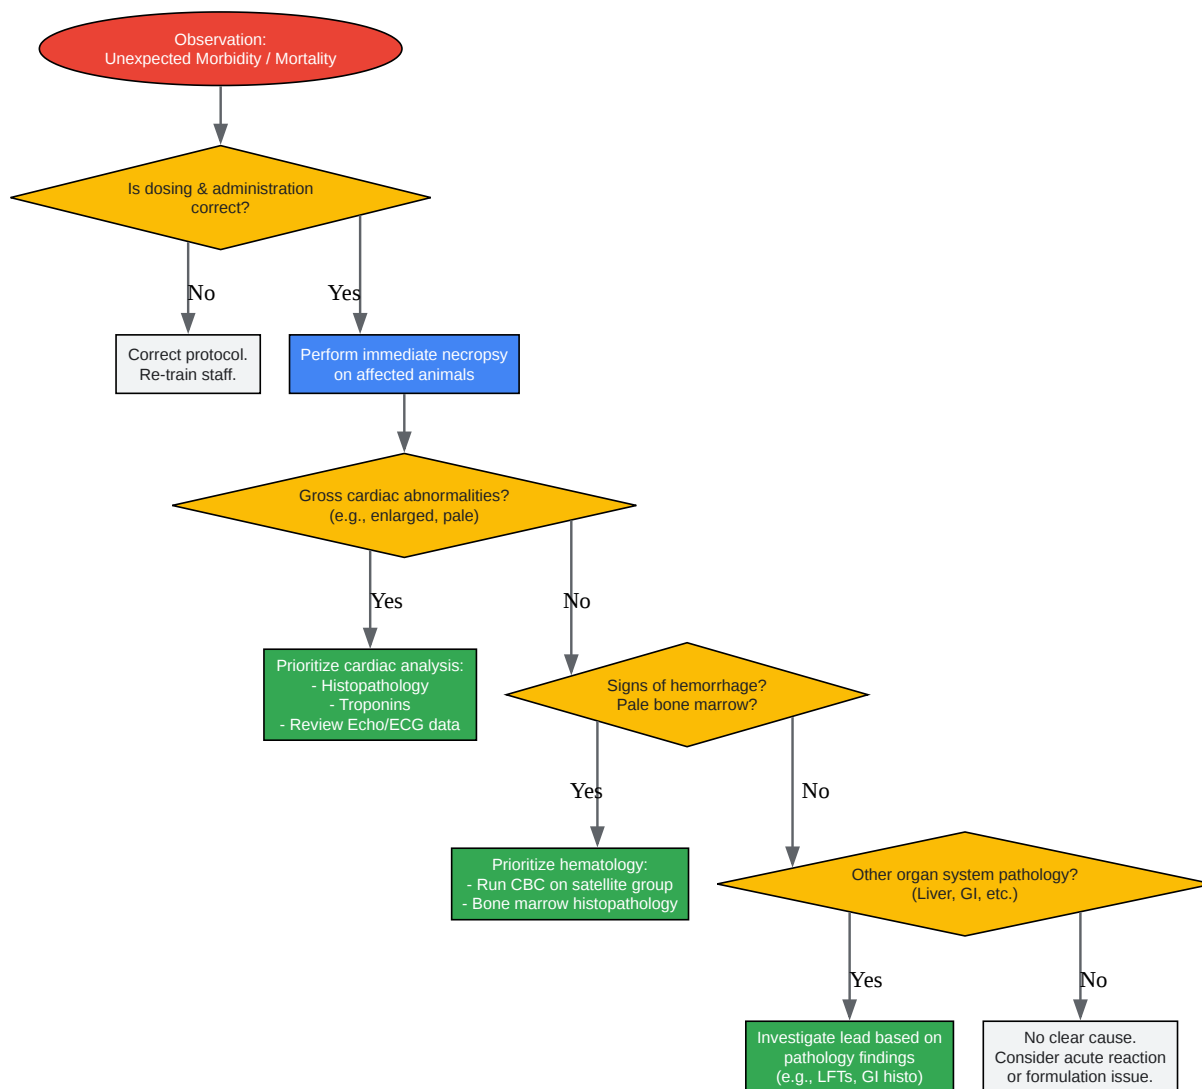 Observation:
Unexpected Morbidity / Mortality
Is dosing & administration
correct?
No
Yes
Correct protocol.
Re-train staff.
Perform immediate necropsy
on affected animals
Gross cardiac abnormalities?
(e.g., enlarged, pale)
Yes
No
Prioritize cardiac analysis:
- Histopathology
- Troponins
- Review Echo/ECG data
Signs of hemorrhage?
Pale bone marrow?
Yes
No
Prioritize hematology:
- Run CBC on satellite group
- Bone marrow histopathology
Other organ system pathology?
(Liver, GI, etc.)
Yes
No
Investigate lead based on
pathology findings
(e.g., LFTs, GI histo)
No clear cause.
Consider acute reaction
or formulation issue.